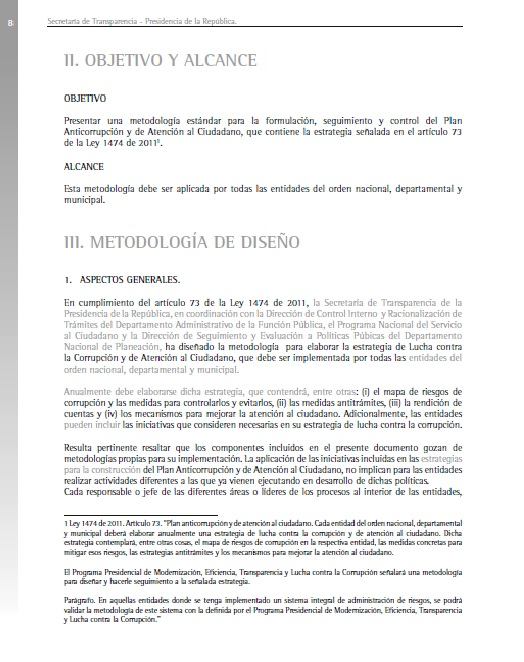 8
Secretaría de Transparencia - Presidencia de la República.
II. OBJETIVO Y ALCANCE
OBJETIVO
Presentar una metodología estándar para la formulación, seguimiento y control del Plan
Anticorrupción y de Atención al Ciudadano, que contiene la estrategia señalada en el artículo 73
de la Ley 1474 de 2011¹.
ALCANCE
Esta metodología debe ser aplicada por todas las entidades del orden nacional, departamental y
municipal.
III. METODOLOGÍA DE DISEÑO
1. ASPECTOS GENERALES.
En cumplimiento del artículo 73 de la Ley 1474 de 2011, la Secretaría de Transparencia de la
Presidencia de la República, en coordinación con la Dirección de Control Interno y Racionalización de
Trámites del Departamento Administrativo de la Función Pública, el Programa Nacional del Servicio
al Ciudadano y la Dirección de Seguimiento y Evaluación a Políticas Púbicas del Departamento
Nacional de Planeación, ha diseñado la metodología para elaborar la estrategia de Lucha contra
la Corrupción y de Atención al Ciudadano, que debe ser implementada por todas las entidades del
orden nacional, departamental y municipal.
Anualmente debe elaborarse dicha estrategia, que contendrá, entre otras: (i) el mapa de riesgos de
corrupción y las medidas para controlarlos y evitarlos, (ii) las medidas antitrámites, (iii) la rendición de
cuentas y (iv) los mecanismos para mejorar la atención al ciudadano. Adicionalmente, las entidades
pueden incluir las iniciativas que consideren necesarias en su estrategia de lucha contra la corrupción.
Resulta pertinente resaltar que los componentes incluidos en el presente documento gozan de
metodologías propias para su implementación. La aplicación de las iniciativas incluidas en las estrategias
para la construcción del Plan Anticorrupción y de Atención al Ciudadano, no implican para las entidades
realizar actividades diferentes a las que ya vienen ejecutando en desarrollo de dichas políticas.
Cada responsable o jefe de las diferentes áreas o líderes de los procesos al interior de las entidades,
1 Ley 1474 de 2011. Artículo 73. "Plan anticorrupción y de atención al ciudadano. Cada entidad del orden nacional, departamental
y municipal deberá elaborar anualmente una estrategia de lucha contra la corrupción y de atención al ciudadano. Dicha
estrategia contemplará, entre otras cosas, el mapa de riesgos de corrupción en la respectiva entidad, las medidas concretas para
mitigar esos riesgos, las estrategias antitrámites y los mecanismos para mejorar la atención al ciudadano.
El Programa Presidencial de Modernización, Eficiencia, Transparencia y Lucha contra la Corrupción señalará una metodología
para diseñar y hacerle seguimiento a la señalada estrategia.
Parágrafo. En aquellas entidades donde se tenga implementado un sistema integral de administración de riesgos, se podrá
validar la metodología de este sistema con la definida por el Programa Presidencial de Modernización, Eficiencia, Transparencia
y Lucha contra la Corrupción."